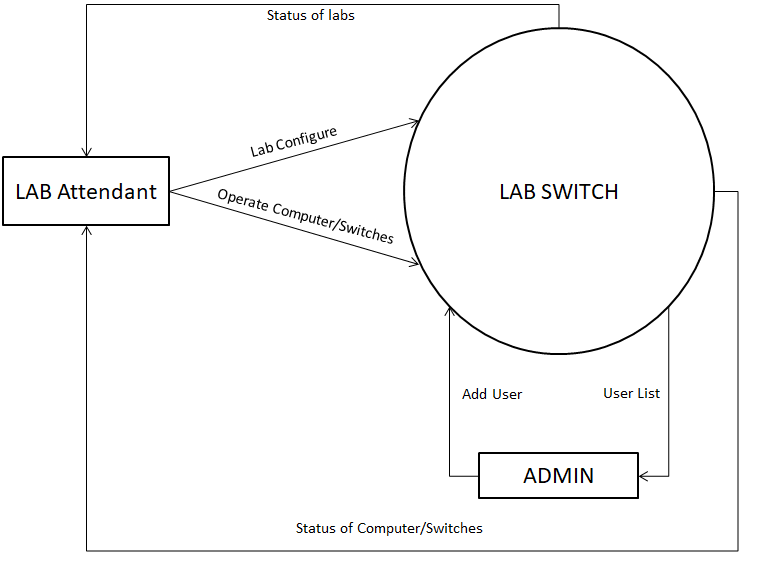 Status of labs
Lab Configure
LAB Attendant
LAB SWITCH
Operate Computer/Switches
Add User
User List
ADMIN
Status of Computer/Switches